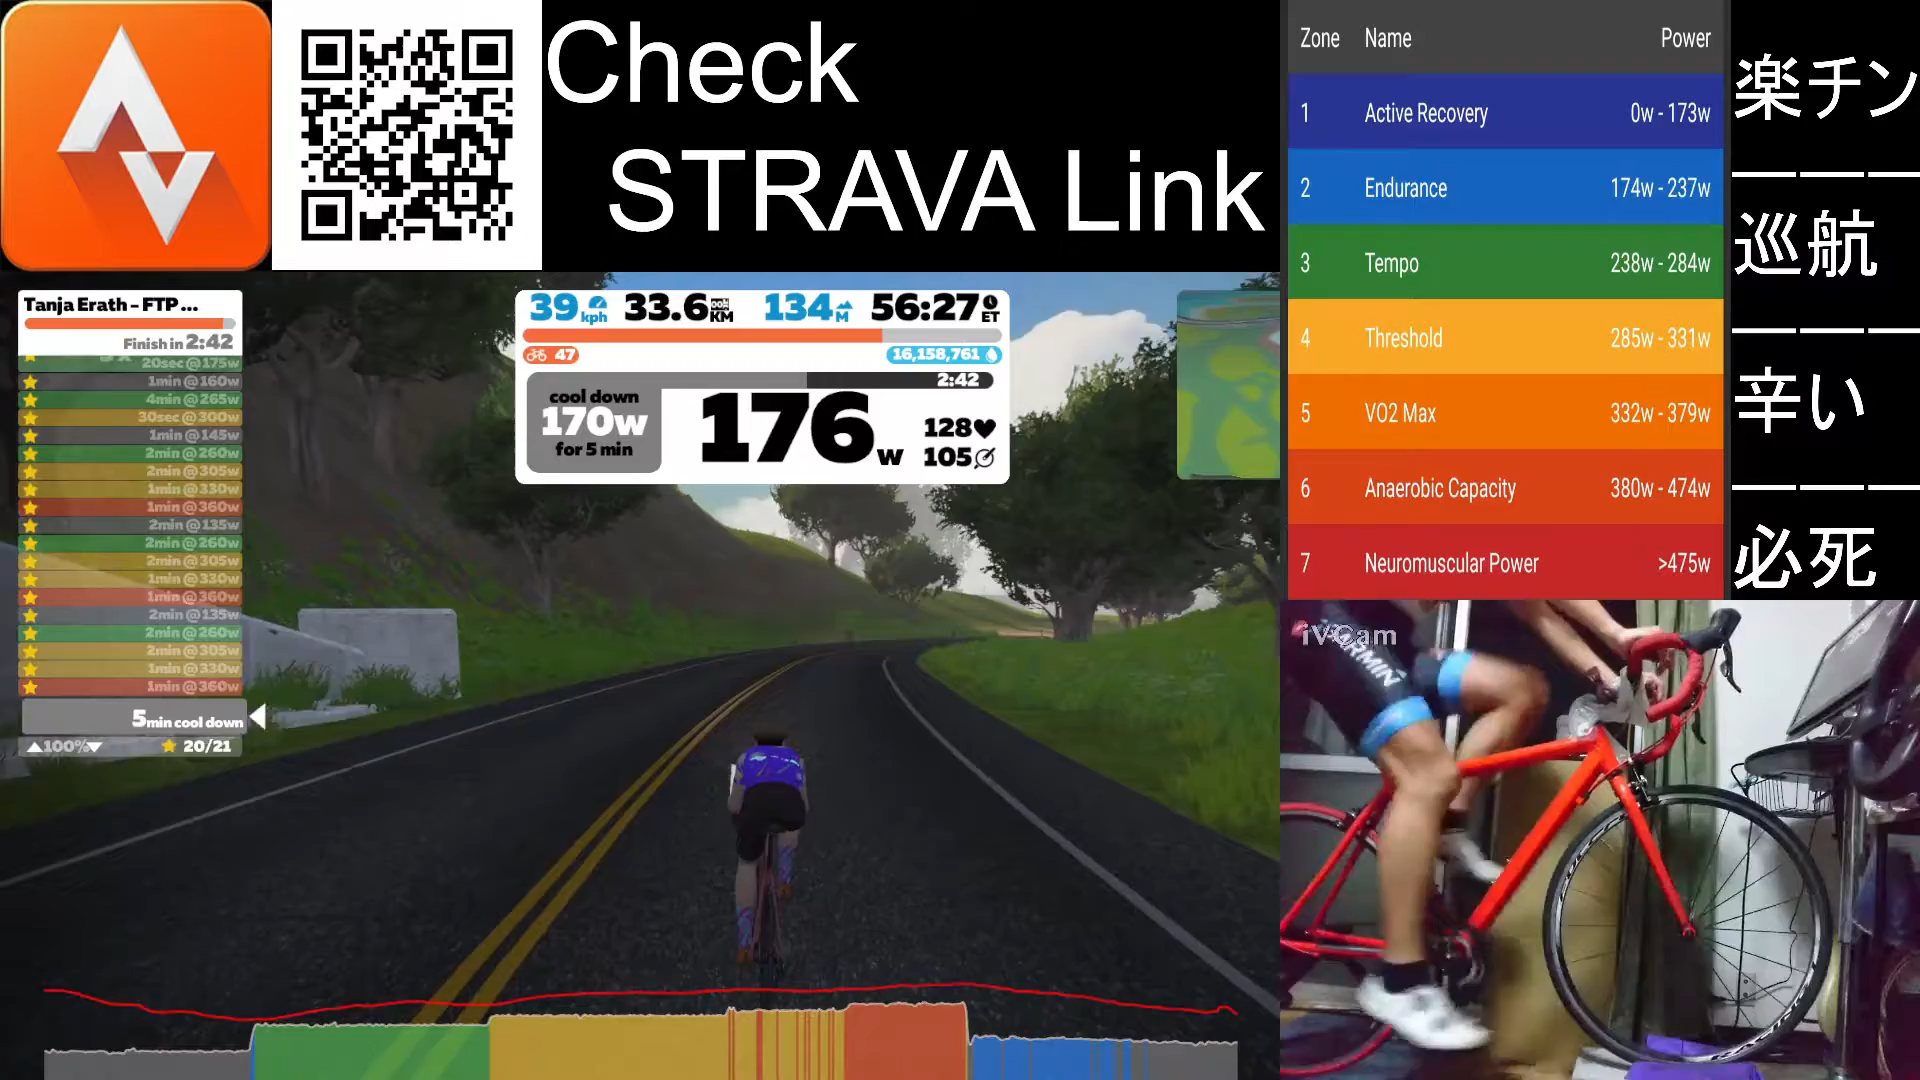 Check
STRAVA Link
Zone Name Power
1 Active Recovery 0w - 173w
2 Endurance 174w - 237w
3 Tempo 238w - 284w
4 Threshold 285w - 331w
5 VO2 Max 332w - 379w
6 Anaerobic Capacity 380w - 474w
7 Neuromuscular Power >475w
楽チン
巡航
辛い
必死
Tanja Erath – FTP ...
Finish in 2:42
20sec @ 175w
1min @ 160w
4min @ 265w
30sec @ 300w
1min @ 145w
2min @ 260w
2min @ 305w
1min @ 330w
1min @ 360w
2min @ 135w
2min @ 260w
2min @ 305w
1min @ 330w
1min @ 360w
2min @ 135w
2min @ 260w
2min @ 305w
1min @ 330w
1min @ 360w
5min cool down
▲100%▼ 20/21
39 kph 33.6 KM 134 M 56:27 ET
47 16,158,761
2:42
cool down
170w
for 5 min
176 w
128
105
iVCam
GARMIN